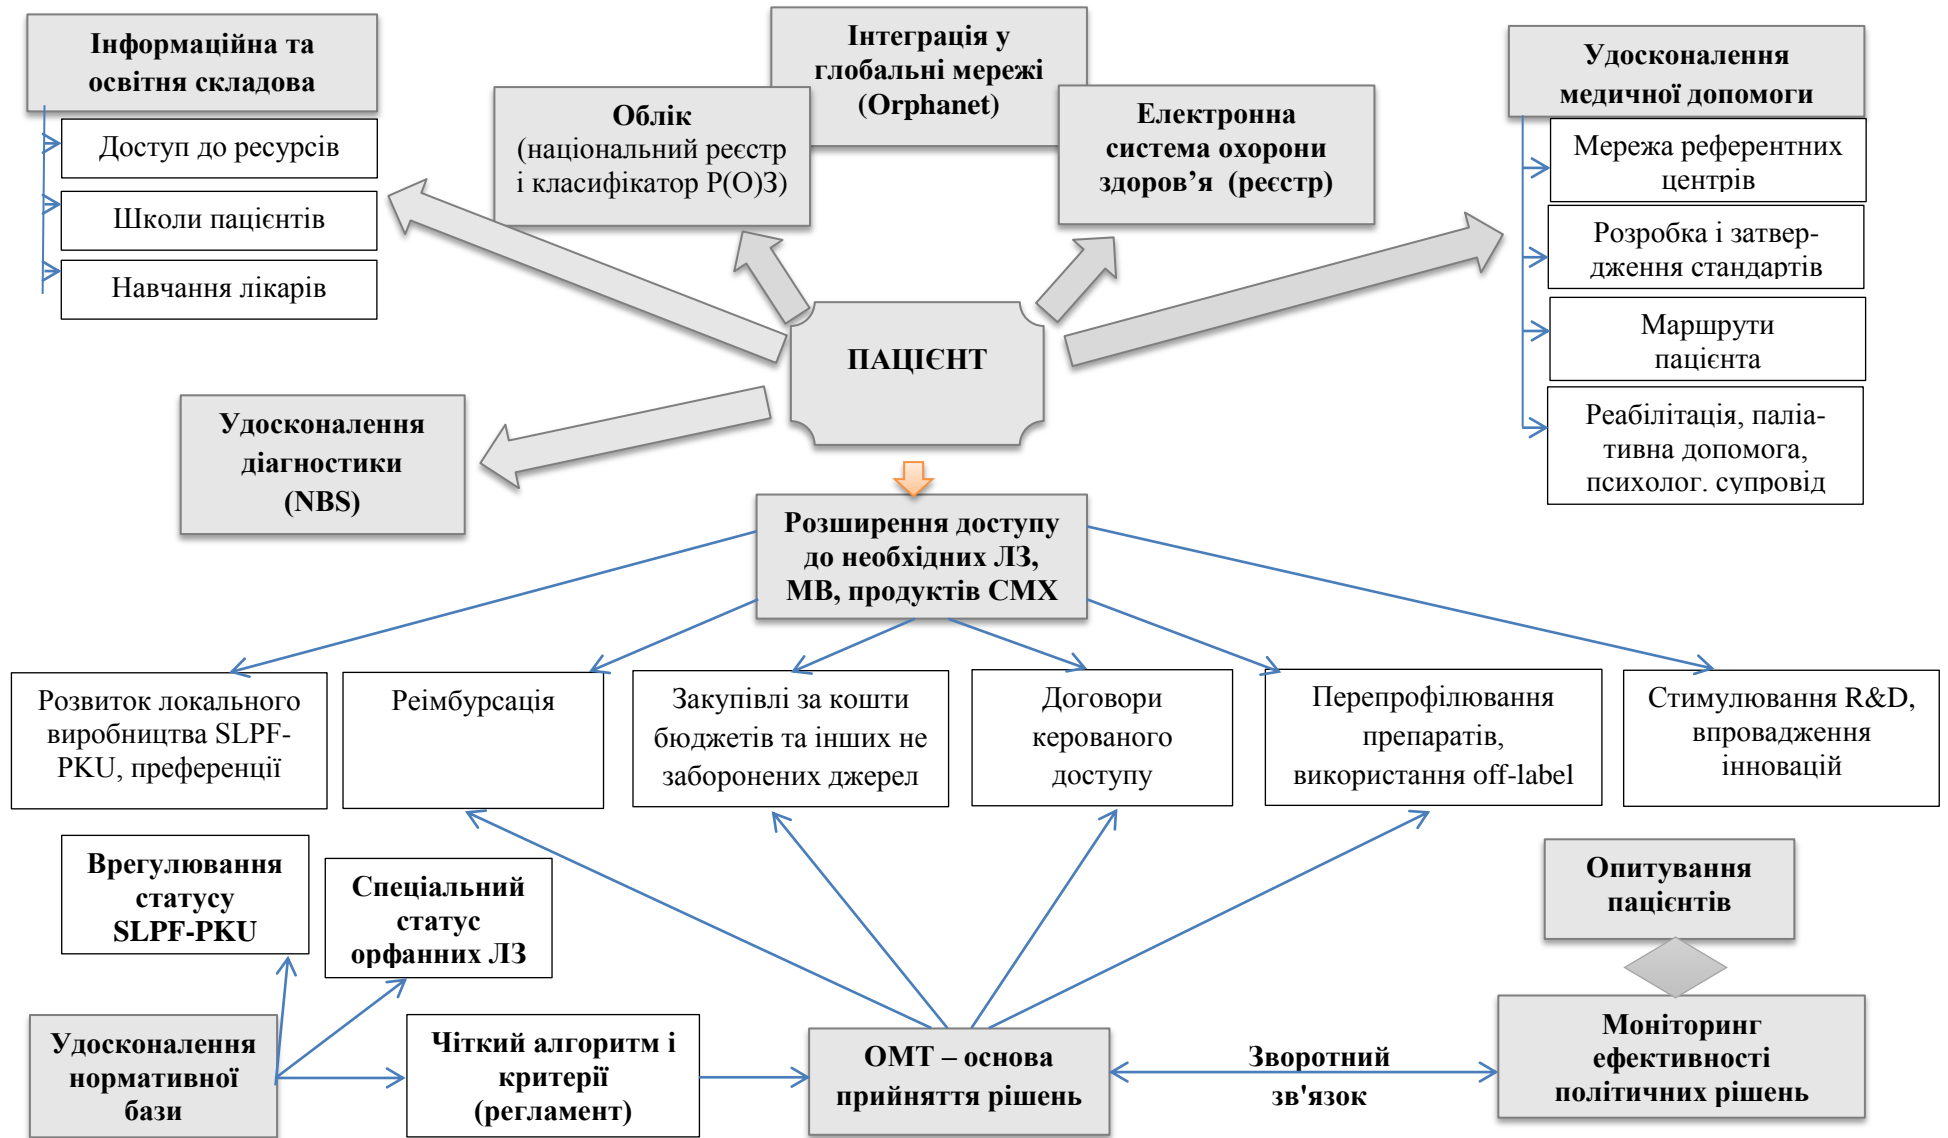 Інформаційна та
освітня складова
Доступ до ресурсів
Школи пацієнтів
Навчання лікарів
Облік
(національний реєстр
і класифікатор Р(О)З)
Інтеграція у
глобальні мережі
(Orphanet)
Електронна
система охорони
здоров’я (реєстр)
Удосконалення
медичної допомоги
Мережа референтних
центрів
Розробка і затвер-
дження стандартів
Маршрути
пацієнта
Реабілітація, паліа-
тивна допомога,
психолог. супровід
ПАЦІЄНТ
Удосконалення
діагностики
(NBS)
Розширення доступу
до необхідних ЛЗ,
МВ, продуктів СМХ
Розвиток локального
виробництва SLPF-
PKU, преференції
Реімбурсація
Закупівлі за кошти
бюджетів та інших не
заборонених джерел
Договори
керованого
доступу
Перепрофілювання
препаратів,
використання off-label
Стимулювання R&D,
впровадження
інновацій
Врегулювання
статусу
SLPF-PKU
Спеціальний
статус
орфанних ЛЗ
Опитування
пацієнтів
Удосконалення
нормативної
бази
Чіткий алгоритм і
критерії
(регламент)
ОМТ – основа
прийняття рішень
Зворотний
зв'язок
Моніторинг
ефективності
політичних рішень